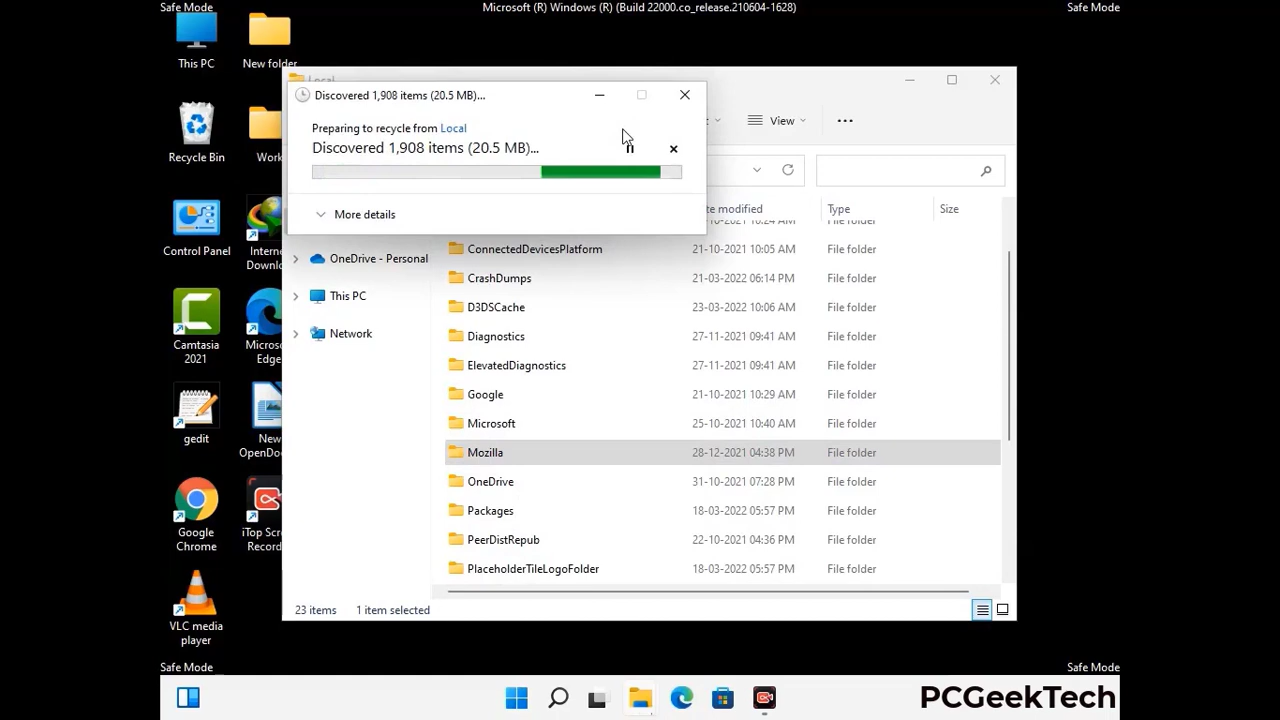 Safe Mode
Microsoft (R) Windows (R) (Build 22000.co_release.210604-1628)
Safe Mode
This PC
New folder
Recycle Bin
Work
Control Panel
Intern
Downlo
Camtasia
2021
Micros
Edge
gedit
New
OpenDoc
Google
Chrome
iTop Scre
Record
VLC media
player
Local
Discovered 1,908 items (20.5 MB)...
Preparing to recycle from Local
Discovered 1,908 items (20.5 MB)...
More details
View
te modified
Type
Size
OneDrive - Personal
This PC
Network
File folder
ConnectedDevicesPlatform 21-10-2021 10:05 AM File folder
CrashDumps 21-03-2022 06:14 PM File folder
D3DSCache 23-03-2022 10:06 AM File folder
Diagnostics 27-11-2021 09:41 AM File folder
ElevatedDiagnostics 27-11-2021 09:41 AM File folder
Google 21-10-2021 10:29 AM File folder
Microsoft 25-10-2021 10:40 AM File folder
Mozilla 28-12-2021 04:38 PM File folder
OneDrive 31-10-2021 07:28 PM File folder
Packages 18-03-2022 05:57 PM File folder
PeerDistRepub 22-10-2021 04:36 PM File folder
PlaceholderTileLogoFolder 18-03-2022 05:57 PM File folder
23 items 1 item selected
Safe Mode
Safe Mode
PCGeekTech